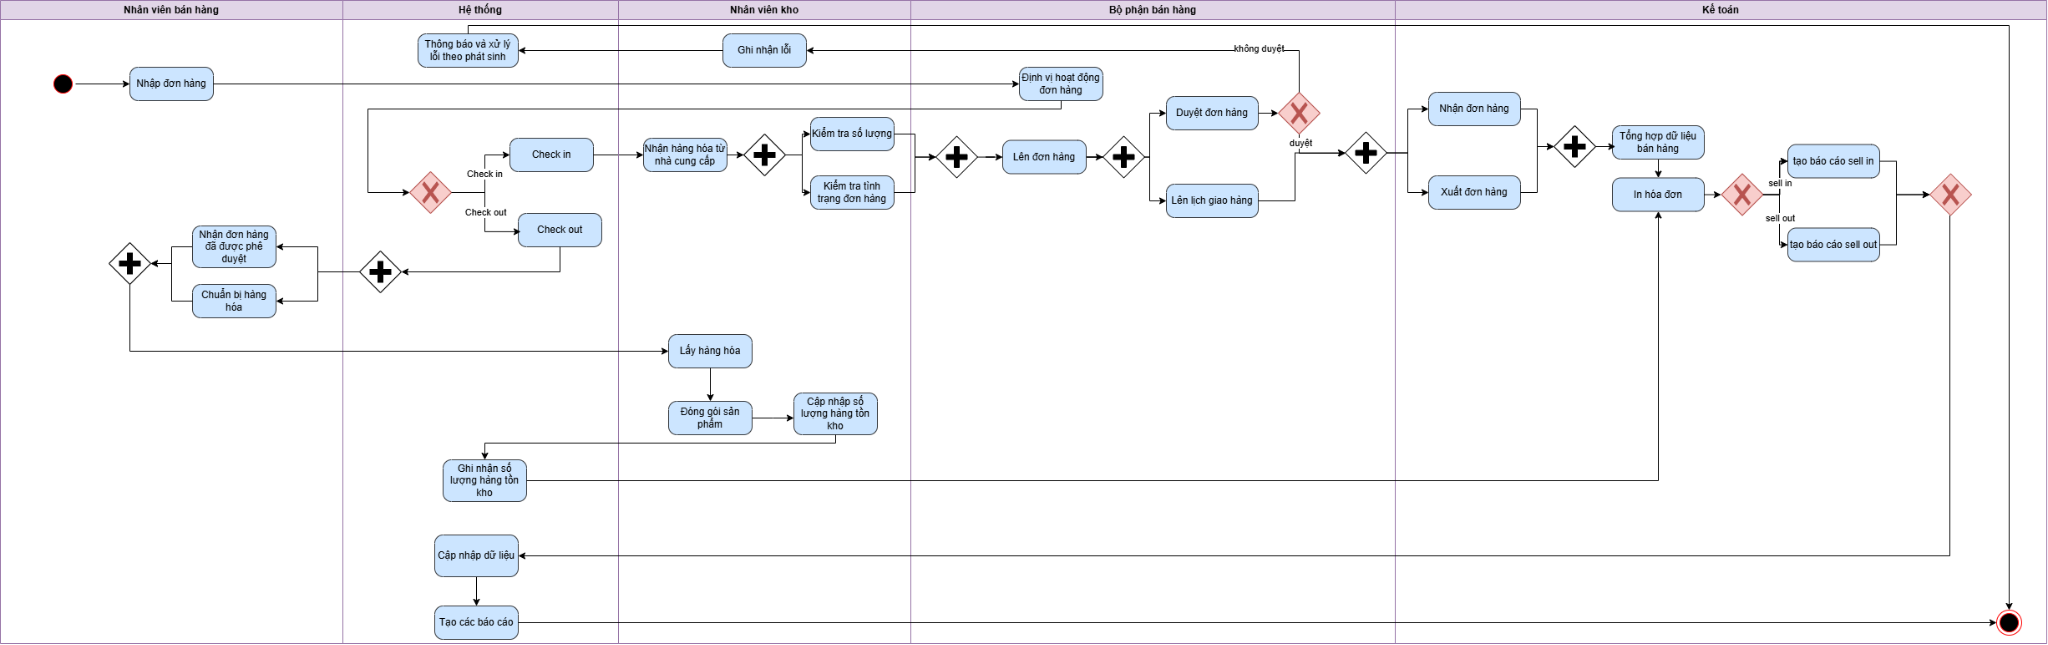 Nhân viên bán hàng
Hệ thống
Nhân viên kho
Bộ phận bán hàng
Kế toán
Thông báo và xử lý
lỗi theo phát sinh
Ghi nhận lỗi
không duyệt
Nhập đơn hàng
Định vị hoạt động
đơn hàng
Check in
Check in
Check out
Check out
Nhận hàng hóa từ
nhà cung cấp
Kiểm tra số lượng
Kiểm tra tình
trạng đơn hàng
Lên đơn hàng
Duyệt đơn hàng
duyệt
Lên lịch giao hàng
Nhận đơn hàng
Xuất đơn hàng
Tổng hợp dữ liệu
bán hàng
In hóa đơn
sell in
sell out
tạo báo cáo sell in
tạo báo cáo sell out
Nhận đơn hàng
đã được phê
duyệt
Chuẩn bị hàng
hóa
Lấy hàng hóa
Đóng gói sản
phẩm
Cập nhập số
lượng hàng tồn
kho
Ghi nhận số
lượng hàng tồn
kho
Cập nhập dữ liệu
Tạo các báo cáo